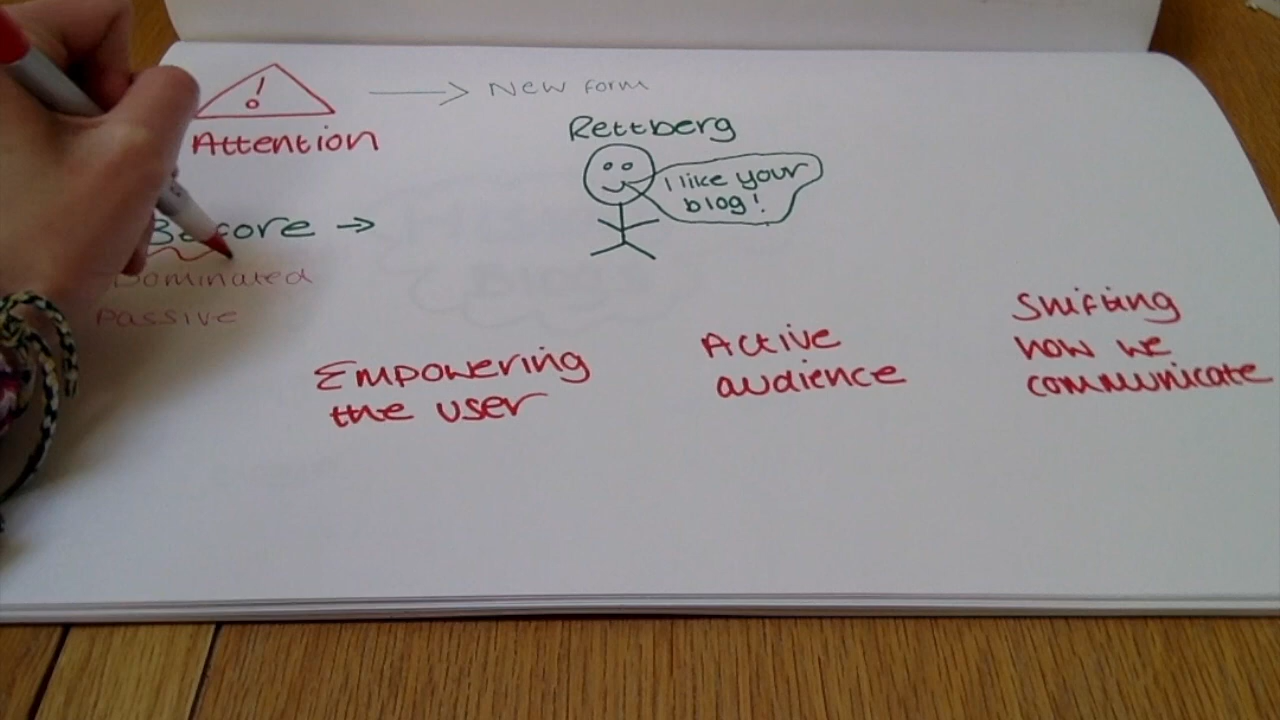 !
New form
Attention
Rettberg
I like your
blog!
Before →
Dominated
Passive
Empowering
the user
Active
audience
Shifting
how we
communicate